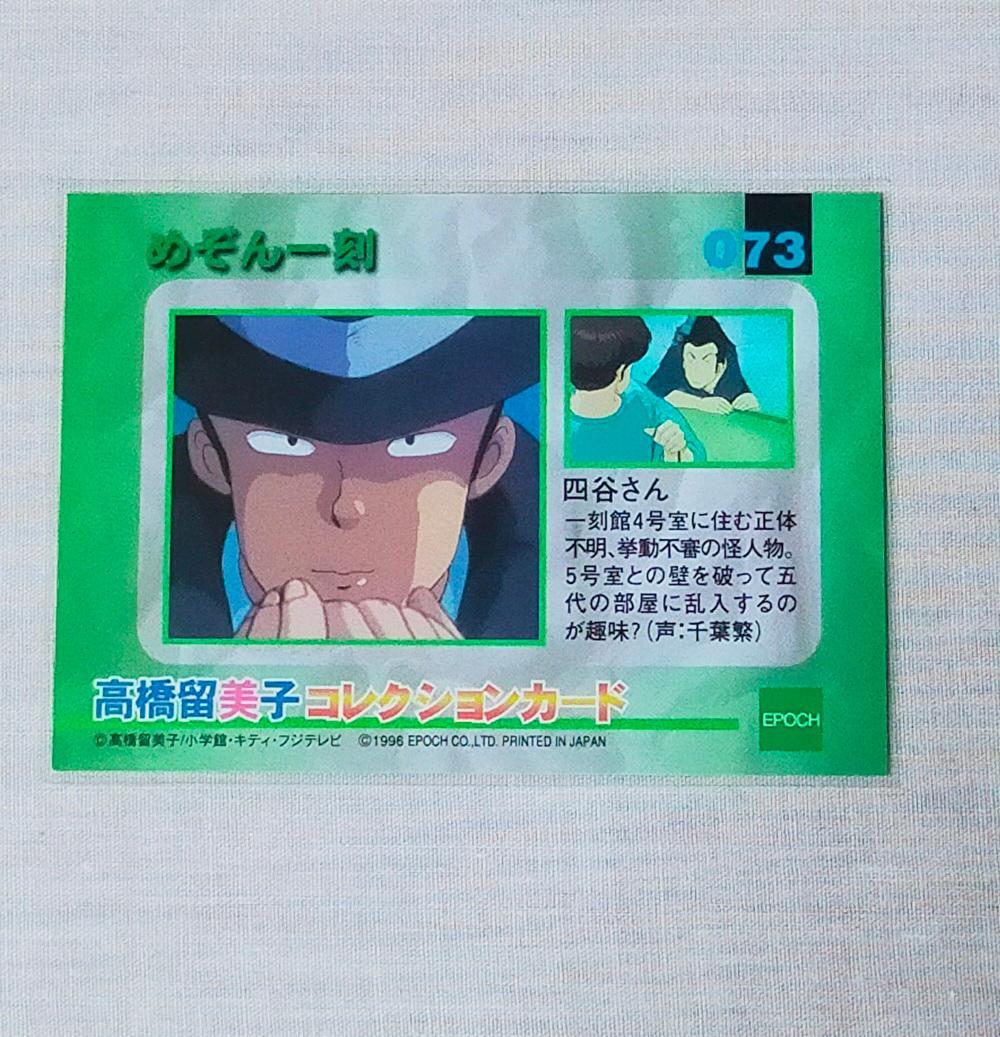 めぞん一刻
073
四谷さん
一刻館4号室に住む正体
不明、挙動不審の怪人物。
5号室との壁を破って五
代の部屋に乱入するの
が趣味?(声:千葉繁)
高橋留美子コレクションカード
EPOCH
©高橋留美子/小学館・キティ・フジテレビ ©1996 EPOCH CO.,LTD. PRINTED IN JAPAN